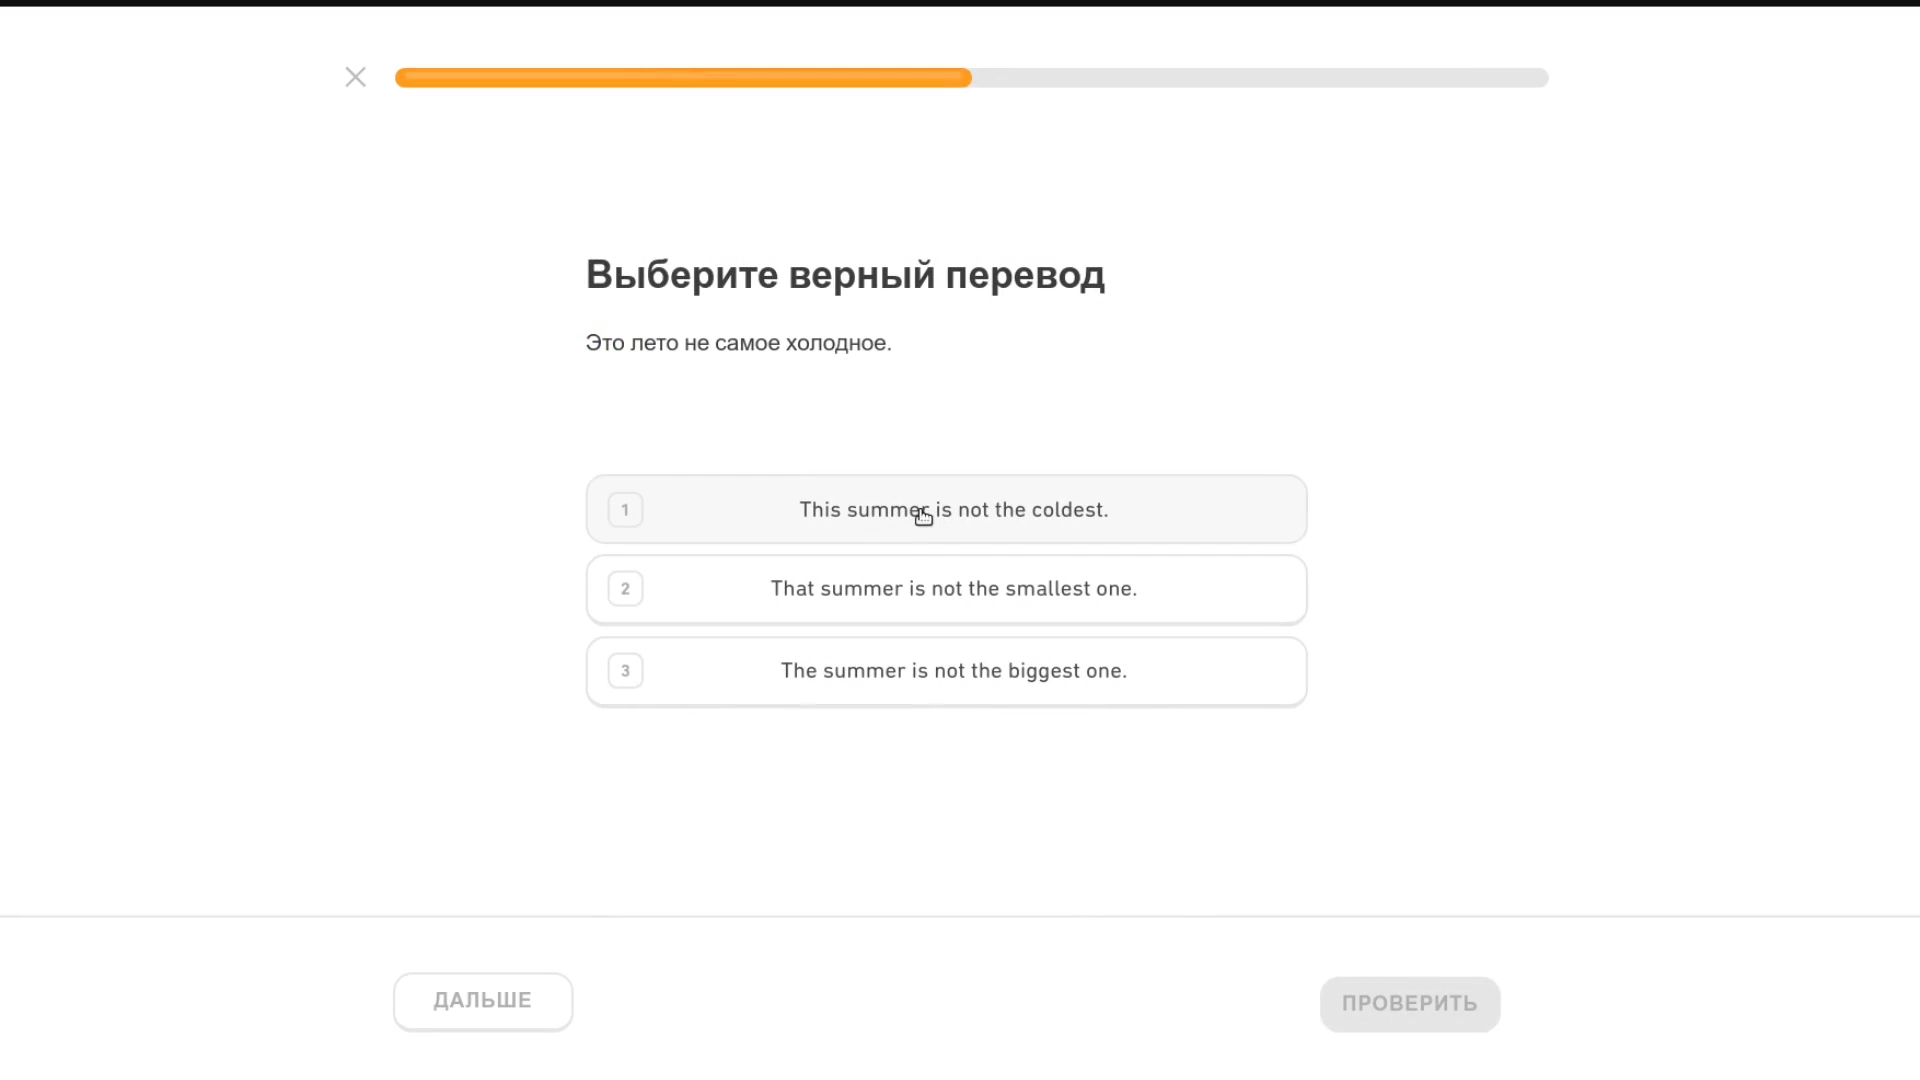 Выберите верный перевод
Это лето не самое холодное.
1 This summer is not the coldest.
2 That summer is not the smallest one.
3 The summer is not the biggest one.
ДАЛЬШЕ
ПРОВЕРИТЬ